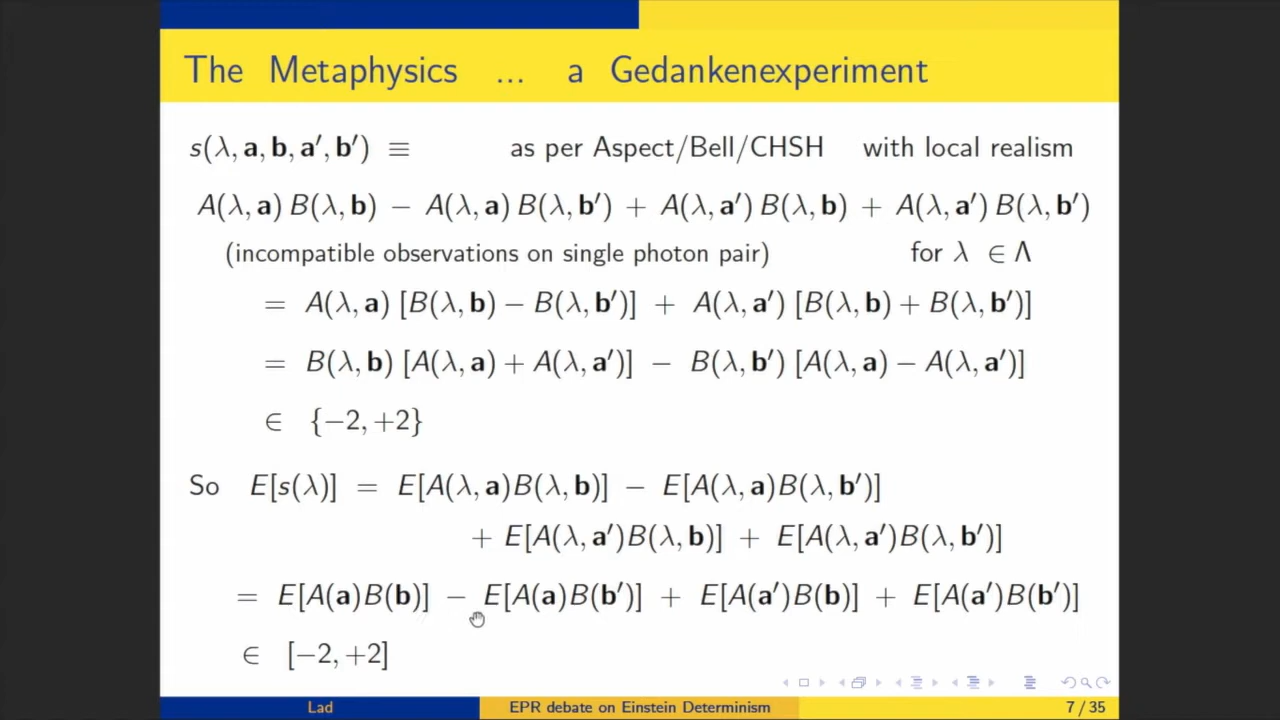 The Metaphysics ... a Gedankenexperiment
s(λ, a, b, a′, b′) ≡ as per Aspect/Bell/CHSH with local realism
A(λ, a) B(λ, b) − A(λ, a) B(λ, b′) + A(λ, a′) B(λ, b) + A(λ, a′) B(λ, b′)
(incompatible observations on single photon pair) for λ ∈ Λ
= A(λ, a) [B(λ, b) − B(λ, b′)] + A(λ, a′) [B(λ, b) + B(λ, b′)]
= B(λ, b) [A(λ, a) + A(λ, a′)] − B(λ, b′) [A(λ, a) − A(λ, a′)]
∈ {−2, +2}
So E[s(λ)] = E[A(λ, a)B(λ, b)] − E[A(λ, a)B(λ, b′)]
+ E[A(λ, a′)B(λ, b)] + E[A(λ, a′)B(λ, b′)]
= E[A(a)B(b)] − E[A(a)B(b′)] + E[A(a′)B(b)] + E[A(a′)B(b′)]
∈ [−2, +2]
Lad EPR debate on Einstein Determinism 7 / 35